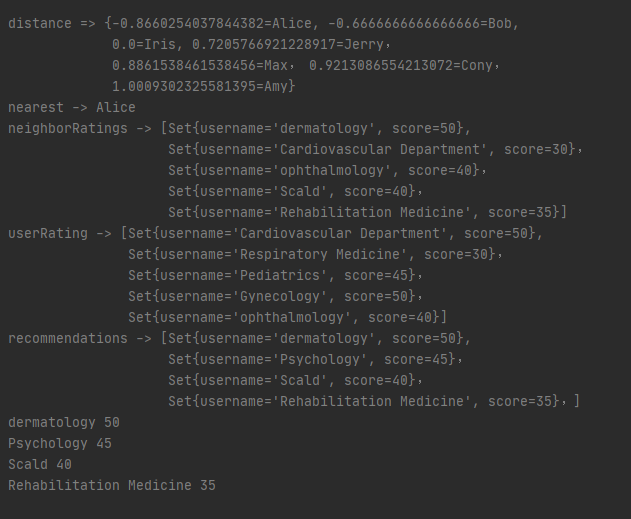 distance => {-0.8660254037844382=Alice, -0.6666666666666666=Bob,
0.0=Iris, 0.7205766921228917=Jerry，
0.8861538461538456=Max， 0.9213086554213072=Cony，
1.0009302325581395=Amy}
nearest -> Alice
neighborRatings -> [Set{username='dermatology', score=50},
Set{username='Cardiovascular Department', score=30}，
Set{username='ophthalmology', score=40}，
Set{username='Scald', score=40}，
Set{username='Rehabilitation Medicine', score=35}]
userRating -> [Set{username='Cardiovascular Department', score=50},
Set{username='Respiratory Medicine', score=30}，
Set{username='Pediatrics', score=45}，
Set{username='Gynecology', score=50}，
Set{username='ophthalmology', score=40}]
recommendations -> [Set{username='dermatology', score=50},
Set{username='Psychology', score=45}，
Set{username='Scald', score=40}，
Set{username='Rehabilitation Medicine', score=35}，]
dermatology 50
Psychology 45
Scald 40
Rehabilitation Medicine 35